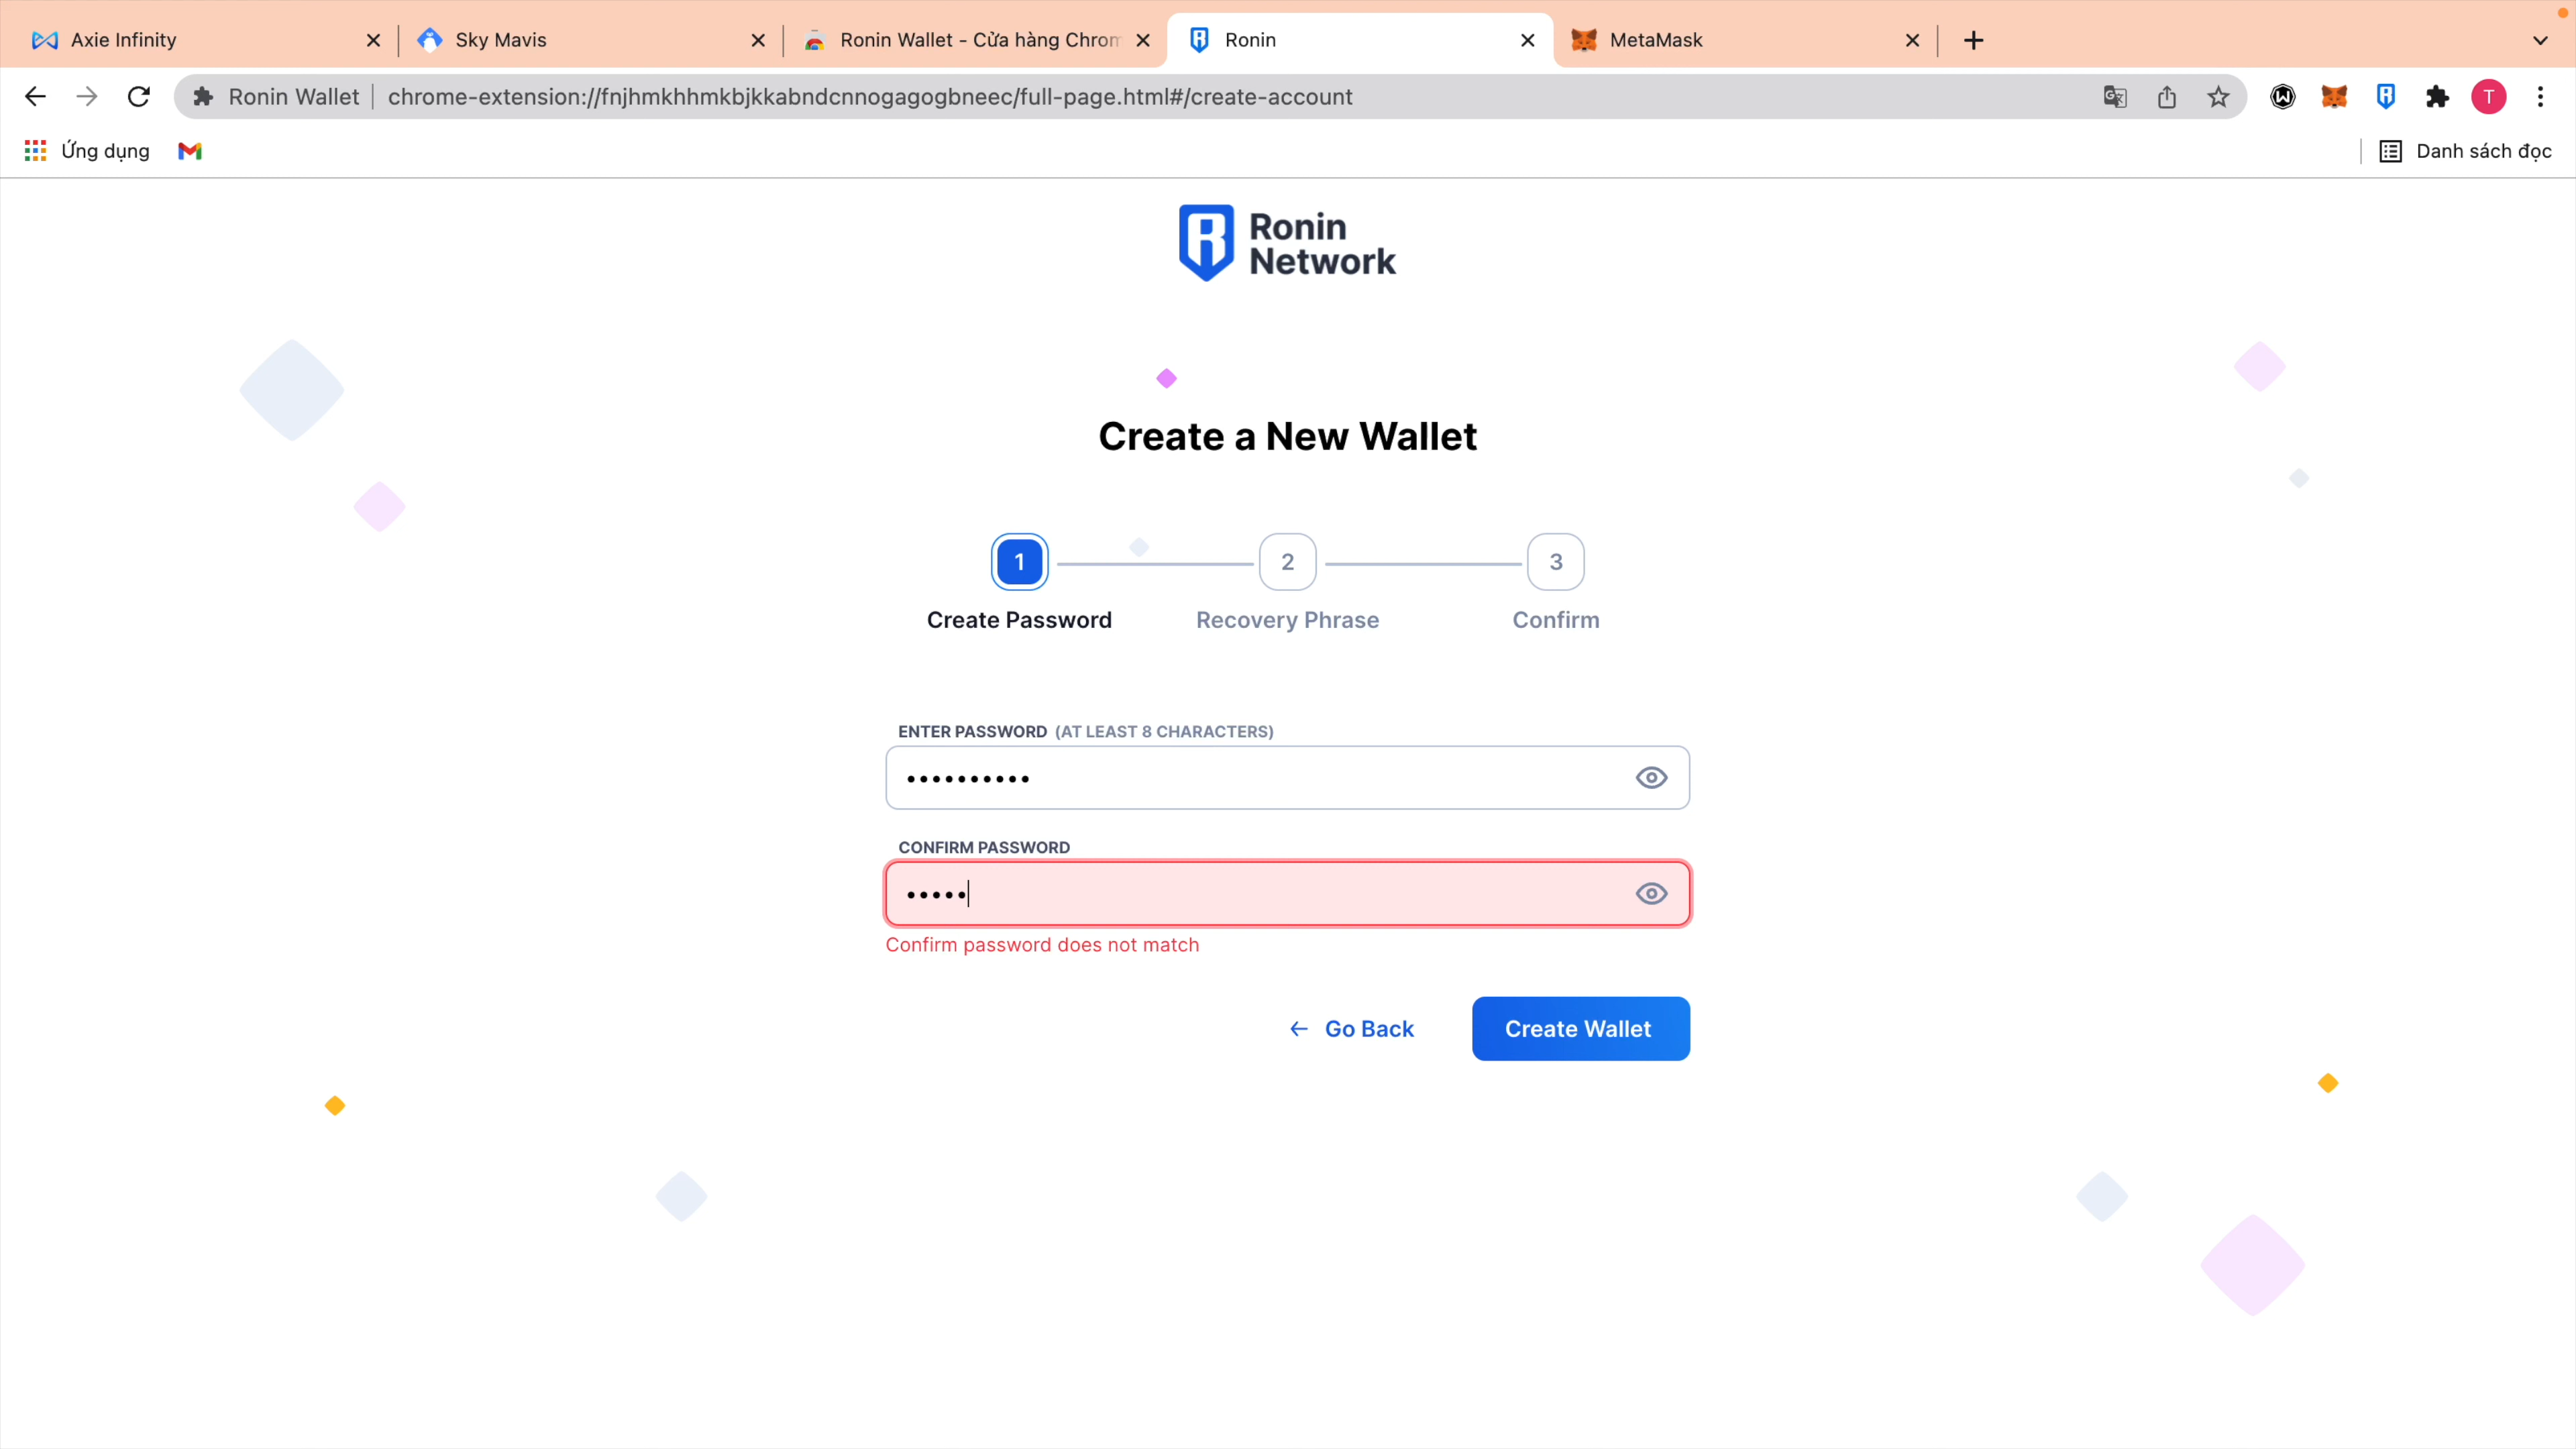 Axie Infinity
Sky Mavis
Ronin Wallet - Cửa hàng Chrom
Ronin
MetaMask
Ronin Wallet
chrome-extension://fnjhmkhhmkbjkkabndcnnogagogbneec/full-page.html#/create-account
T
Ứng dụng
Danh sách đọc
Ronin
Network
Create a New Wallet
1
2
3
Create Password
Recovery Phrase
Confirm
ENTER PASSWORD (AT LEAST 8 CHARACTERS)
••••••••••
CONFIRM PASSWORD
•••••
Confirm password does not match
Go Back
Create Wallet